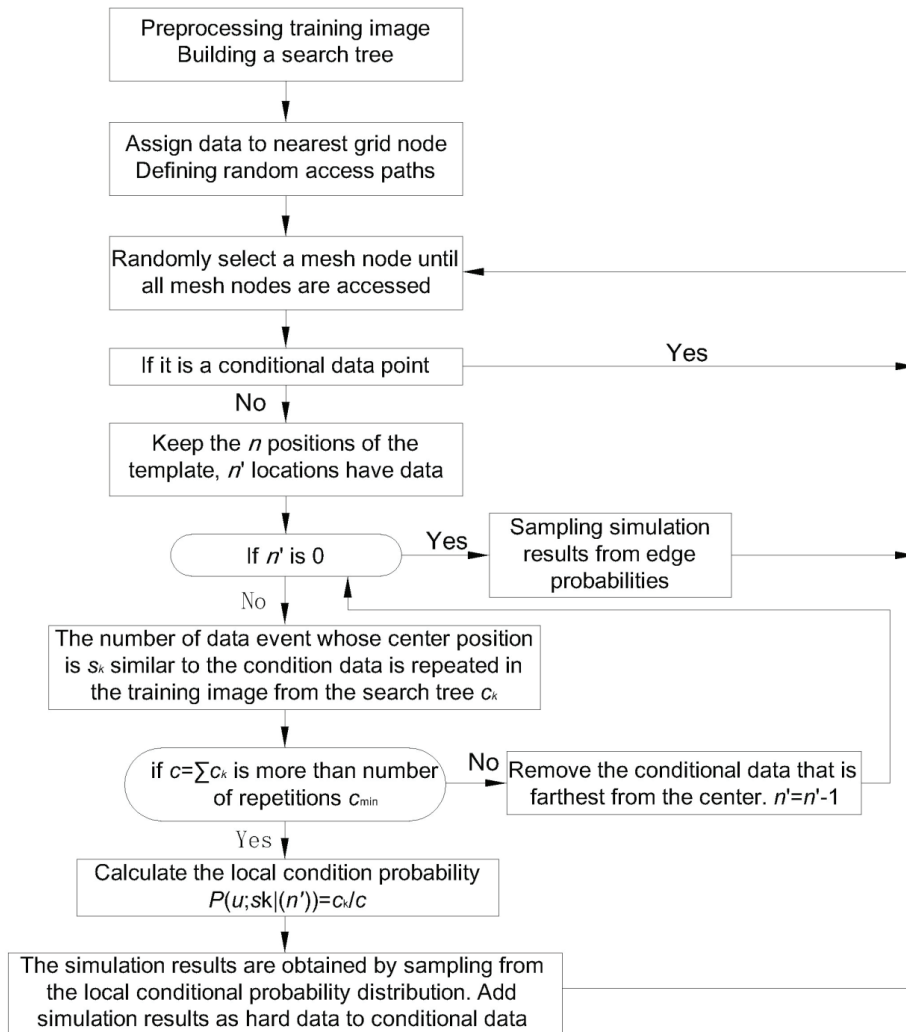 Preprocessing training image
Building a search tree
Assign data to nearest grid node
Defining random access paths
Randomly select a mesh node until
all mesh nodes are accessed
If it is a conditional data point
Yes
No
Keep the n positions of the
template, n' locations have data
If n' is 0
Yes
Sampling simulation
results from edge
probabilities
No
The number of data event whose center position
is sₖ similar to the condition data is repeated in
the training image from the search tree cₖ
if c=∑cₖ is more than number
of repetitions cmin
No
Remove the conditional data that is
farthest from the center. n'=n'-1
Yes
Calculate the local condition probability
P(u;sk|(n'))=cₖ/c
The simulation results are obtained by sampling from
the local conditional probability distribution. Add
simulation results as hard data to conditional data